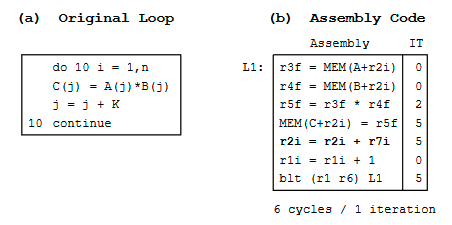 (a) Original Loop
do 10 i = 1,n
C(j) = A(j)*B(j)
j = j + K
10 continue
(b) Assembly Code
Assembly IT
L1: r3f = MEM(A+r2i) 0
r4f = MEM(B+r2i) 0
r5f = r3f * r4f 2
MEM(C+r2i) = r5f 5
r2i = r2i + r7i 5
r1i = r1i + 1 0
blt (r1 r6) L1 5
6 cycles / 1 iteration